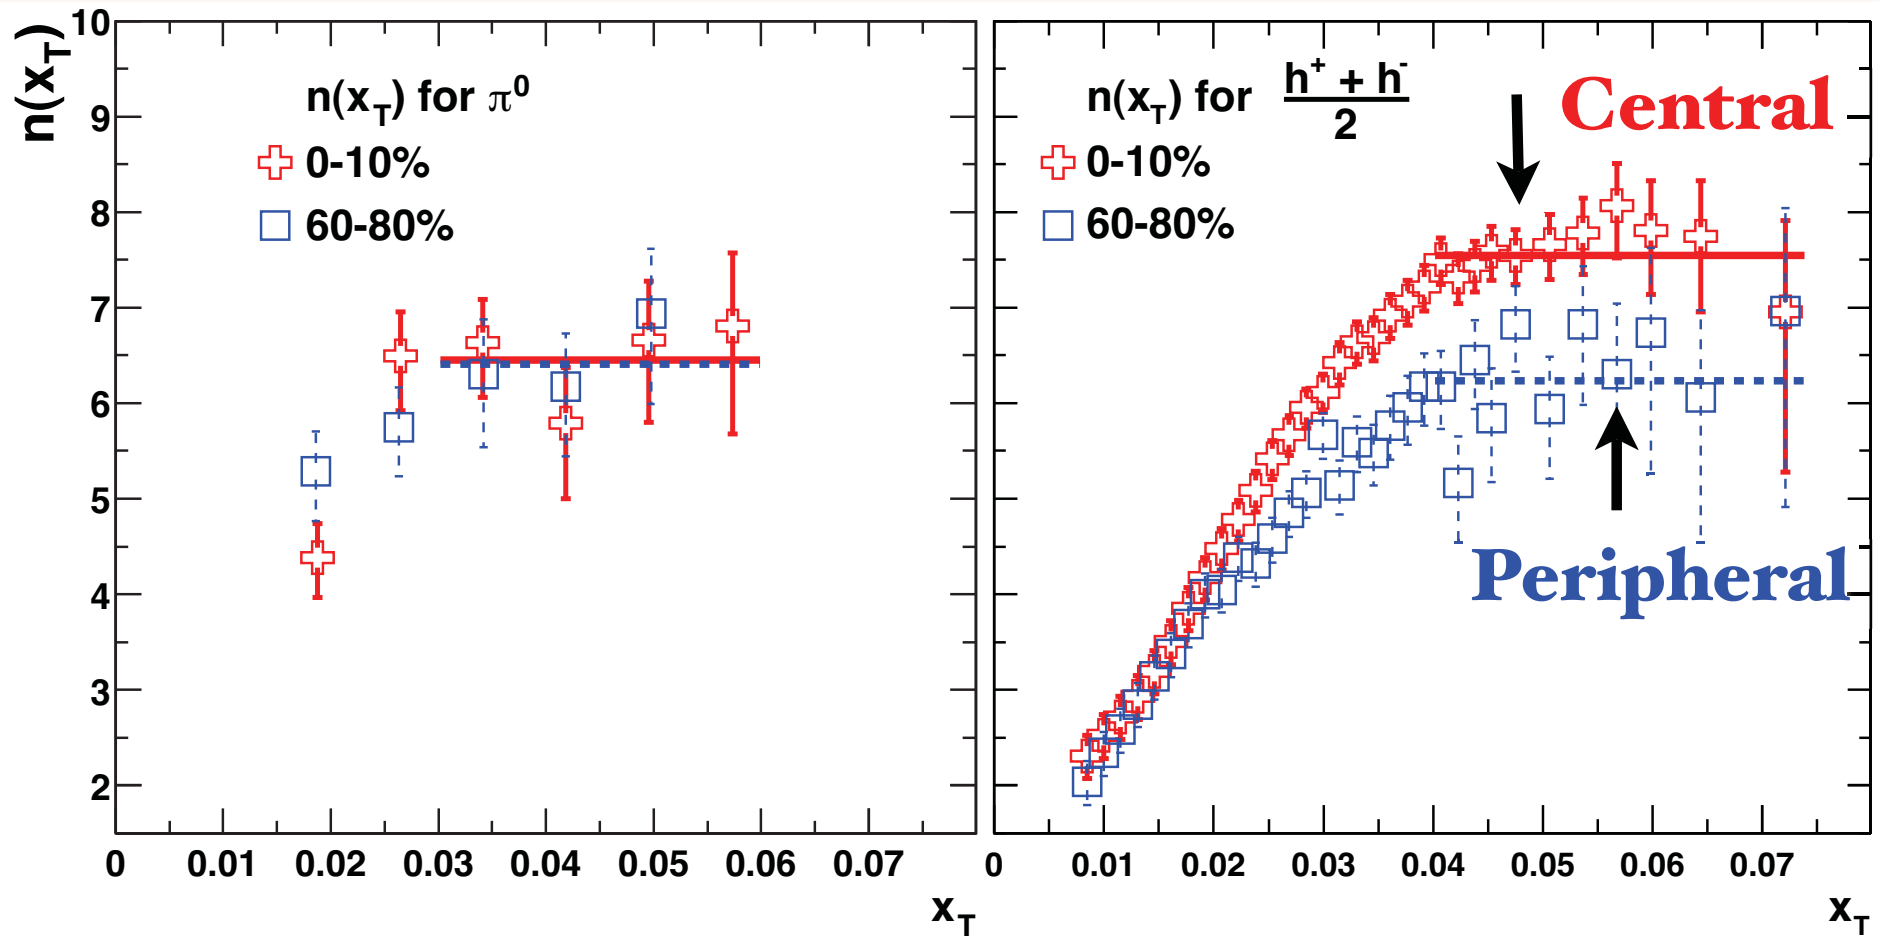 n(x_T)
10
9
8
7
6
5
4
3
2
n(x_T) for π⁰
0-10%
60-80%
0 0.01 0.02 0.03 0.04 0.05 0.06 0.07
x_T
n(x_T) for h⁺ + h⁻
2
0-10%
60-80%
Central
Peripheral
0 0.01 0.02 0.03 0.04 0.05 0.06 0.07
x_T